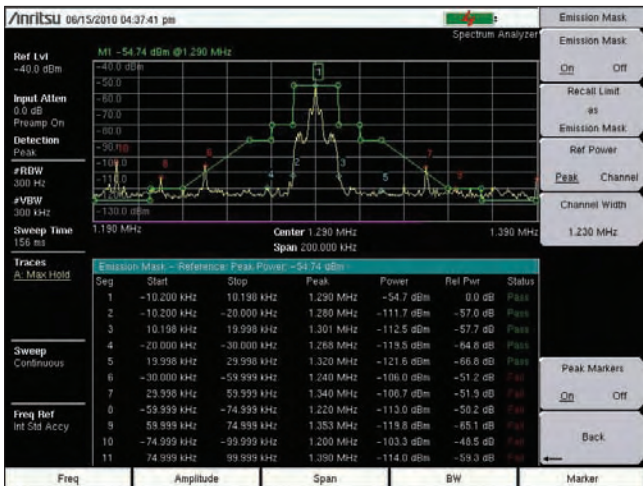 Anritsu 06/15/2010 04:37:41 pm
Spectrum Analyzer
Ref Lvl
-40.0 dBm
Input Atten
0.0 dB
Preamp On
Detection
Peak
#RBW
300 Hz
#VBW
300 kHz
Sweep Time
156 ms
Traces
A: Max Hold
Sweep
Continuous
Freq Ref
Int Std Accy
M1 -54.74 dBm @1.290 MHz
-40.0 dBm
-50.0
-60.0
-70.0
-80.0
-90.0
-130.0 dBm
1
10
8
6
4
2
3
5
7
1.190 MHz
Center 1.290 MHz
1.390 MHz
Span 200.000 kHz
Emission Mask - Reference: Peak Power: -54.74 dBm
Seg Start Stop Peak Power Rel Pwr Status
1 -10.200 kHz 10.198 kHz 1.290 MHz -54.7 dBm 0.0 dB Pass
2 -10.200 kHz -20.000 kHz 1.280 MHz -111.7 dBm -57.0 dB Pass
3 10.198 kHz 19.998 kHz 1.301 MHz -112.5 dBm -57.7 dB Pass
4 -20.000 kHz -30.000 kHz 1.268 MHz -119.5 dBm -64.8 dB Pass
5 19.998 kHz 29.998 kHz 1.320 MHz -121.6 dBm -66.8 dB Pass
6 -30.000 kHz -59.999 kHz 1.240 MHz -106.0 dBm -51.2 dB Fail
7 29.998 kHz 59.999 kHz 1.340 MHz -106.7 dBm -51.9 dB Fail
8 -59.999 kHz -74.999 kHz 1.220 MHz -113.0 dBm -58.2 dB Fail
9 59.999 kHz 74.999 kHz 1.353 MHz -119.8 dBm -65.1 dB Fail
10 -74.999 kHz -99.999 kHz 1.200 MHz -103.3 dBm -48.5 dB Fail
11 74.999 kHz 99.999 kHz 1.390 MHz -114.0 dBm -59.3 dB Fail
Emission Mask
Emission Mask
On Off
Recall Limit
as
Emission Mask
Ref Power
Peak Channel
Channel Width
1.230 MHz
Peak Markers
On Off
Back
Freq Amplitude Span BW Marker